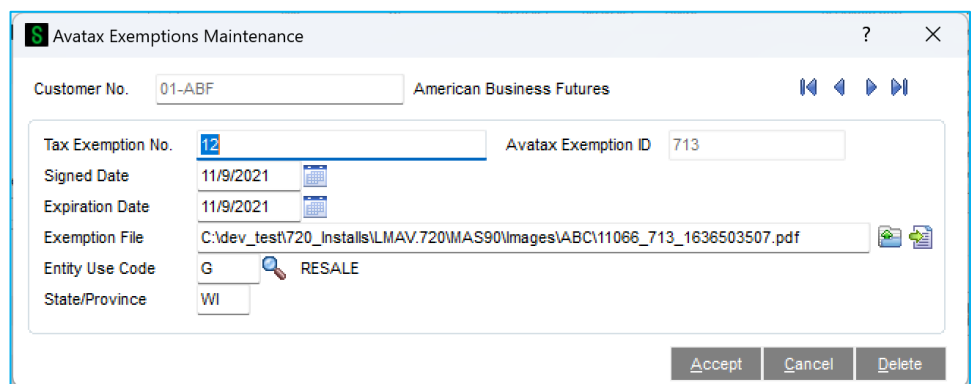 S Avatax Exemptions Maintenance ?
Customer No. 01-ABF American Business Futures
Tax Exemption No. 12 Avatax Exemption ID 713
Signed Date 11/9/2021
Expiration Date 11/9/2021
Exemption File C:\dev_test\720_Installs\LMAV.720\MAS90\Images\ABC\11066_713_1636503507.pdf
Entity Use Code G RESALE
State/Province WI
Accept Cancel Delete